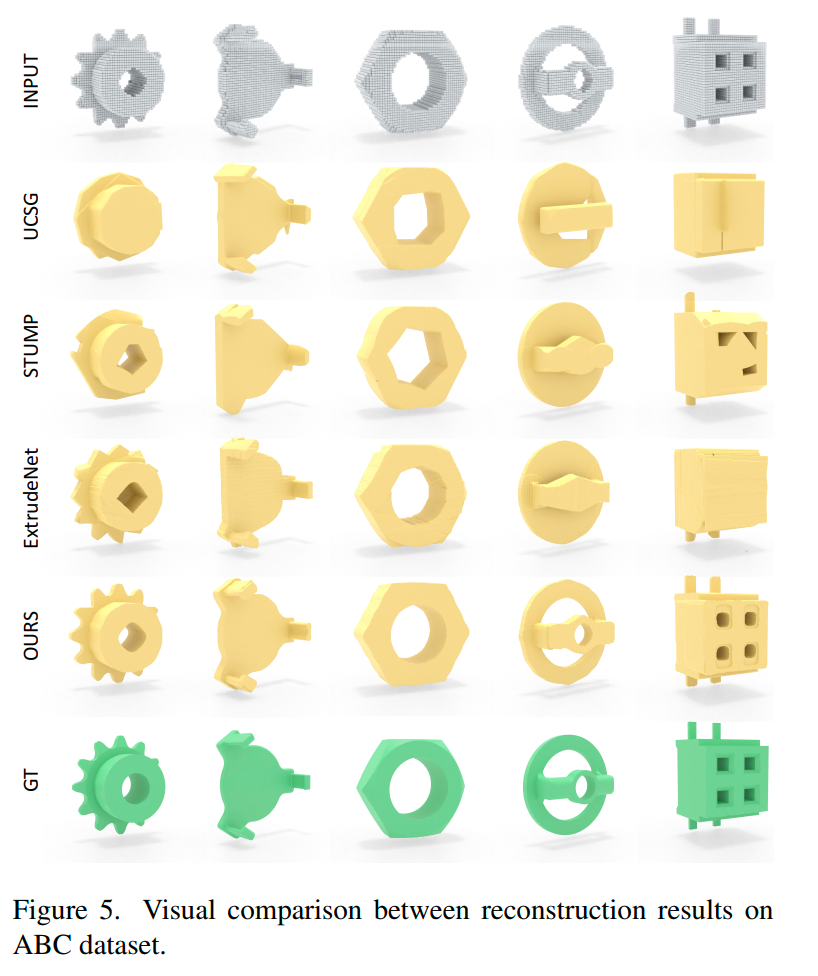 INPUT
UCSG
STUMP
ExtrudeNet
OURS
GT
Figure 5. Visual comparison between reconstruction results on
ABC dataset.